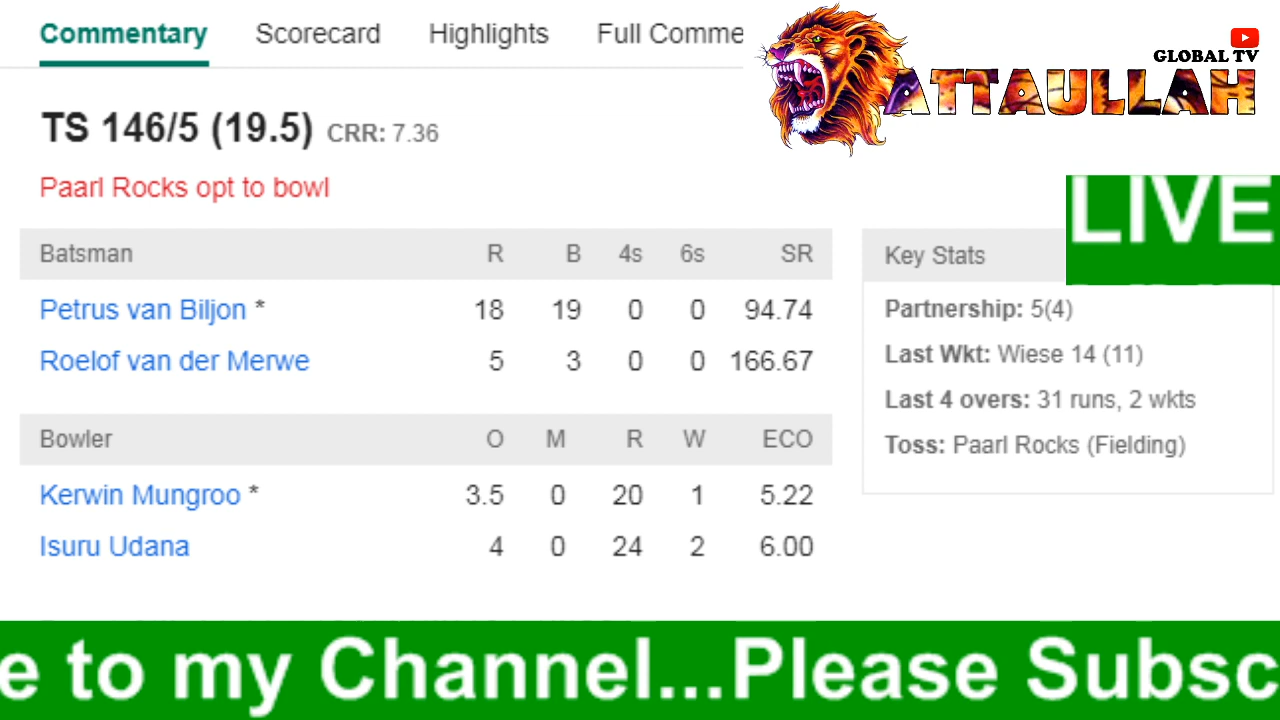 Commentary Scorecard Highlights Full Comme
GLOBAL TV
ATTAULLAH
TS 146/5 (19.5) CRR: 7.36
Paarl Rocks opt to bowl
LIVE
Batsman R B 4s 6s SR
Petrus van Biljon * 18 19 0 0 94.74
Roelof van der Merwe 5 3 0 0 166.67
Key Stats
Partnership: 5(4)
Last Wkt: Wiese 14 (11)
Last 4 overs: 31 runs, 2 wkts
Toss: Paarl Rocks (Fielding)
Bowler O M R W ECO
Kerwin Mungroo * 3.5 0 20 1 5.22
Isuru Udana 4 0 24 2 6.00
e to my Channel...Please Subsc